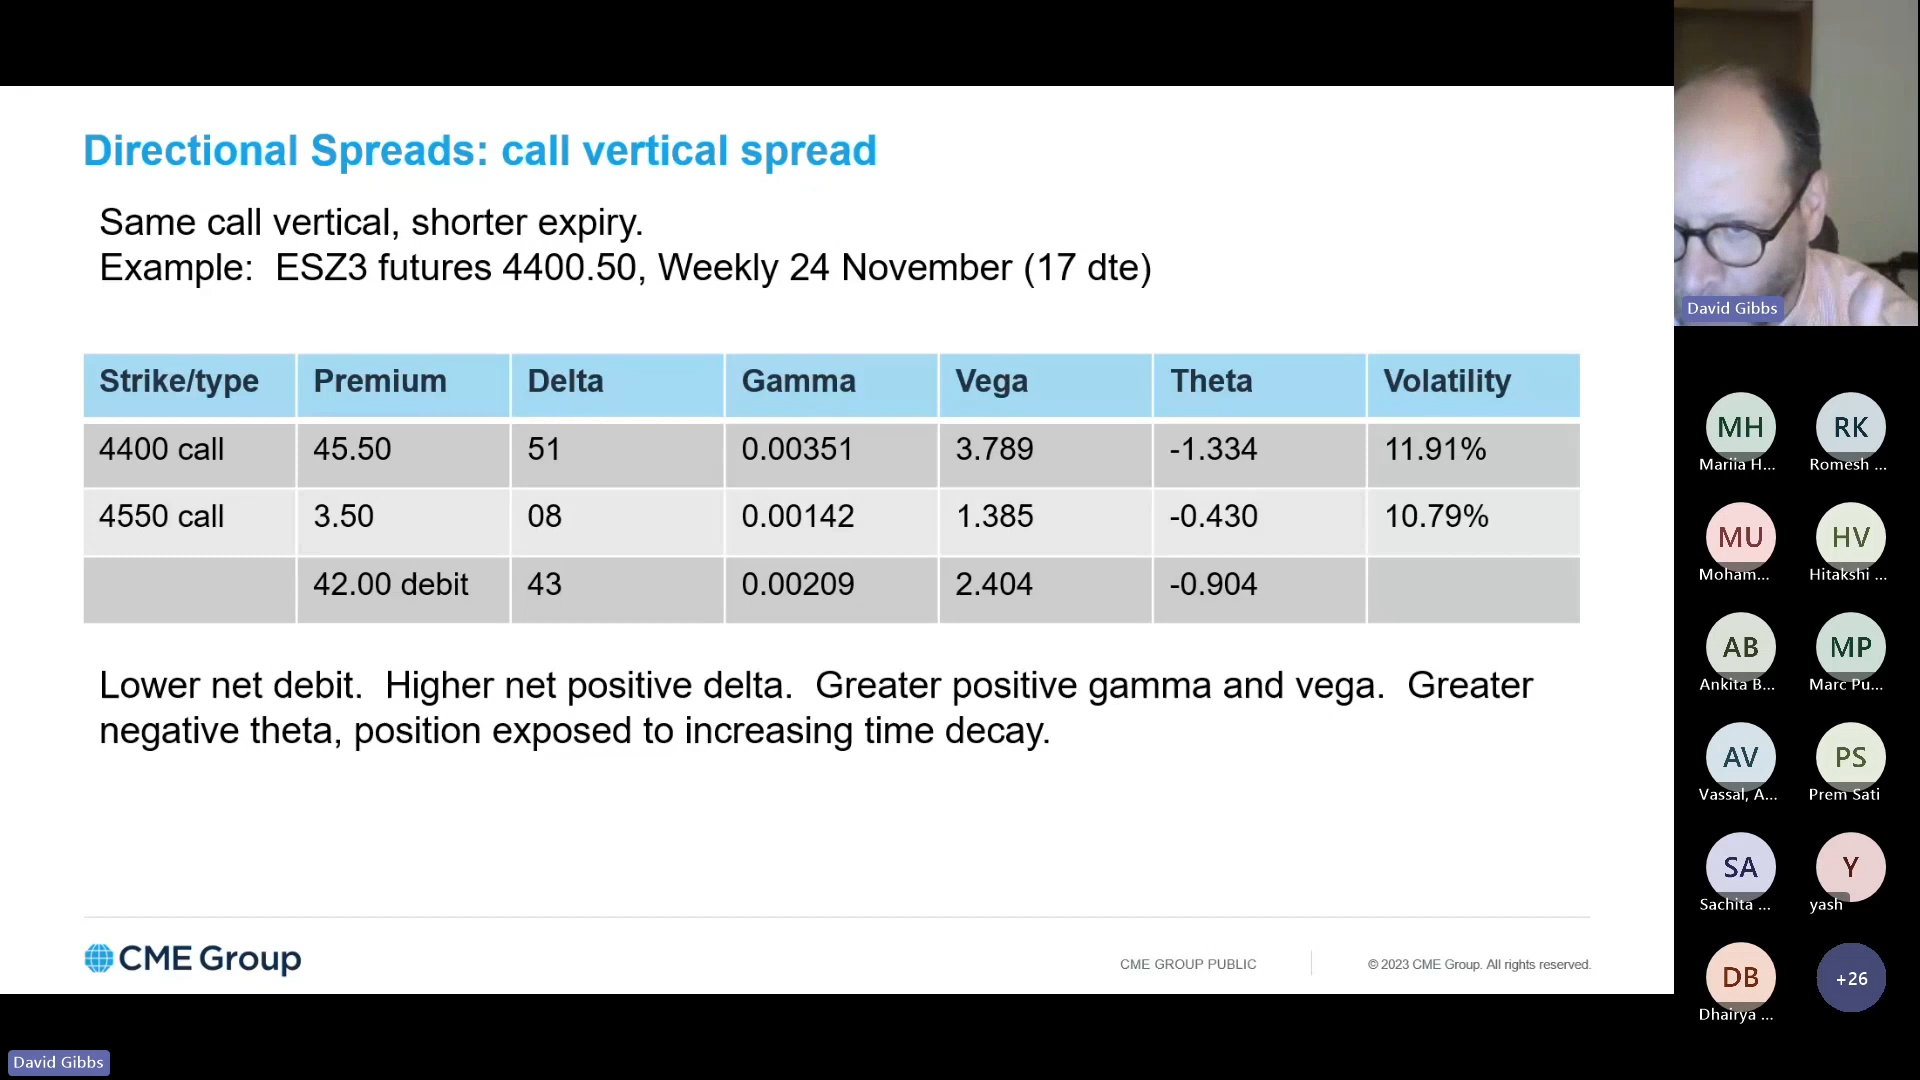 Directional Spreads: call vertical spread
Same call vertical, shorter expiry.
Example:  ESZ3 futures 4400.50, Weekly 24 November (17 dte)
Strike/type Premium Delta Gamma Vega Theta Volatility
4400 call 45.50 51 0.00351 3.789 -1.334 11.91%
4550 call 3.50 08 0.00142 1.385 -0.430 10.79%
42.00 debit 43 0.00209 2.404 -0.904
Lower net debit.  Higher net positive delta.  Greater positive gamma and vega.  Greater
negative theta, position exposed to increasing time decay.
CME Group
CME GROUP PUBLIC
© 2023 CME Group. All rights reserved.
David Gibbs
David Gibbs
MH RK
Mariia H... Romesh ...
MU HV
Moham... Hitakshi ...
AB MP
Ankita B... Marc Pu...
AV PS
Vassal, A... Prem Sati
SA Y
Sachita ... yash
DB +26
Dhairya ...